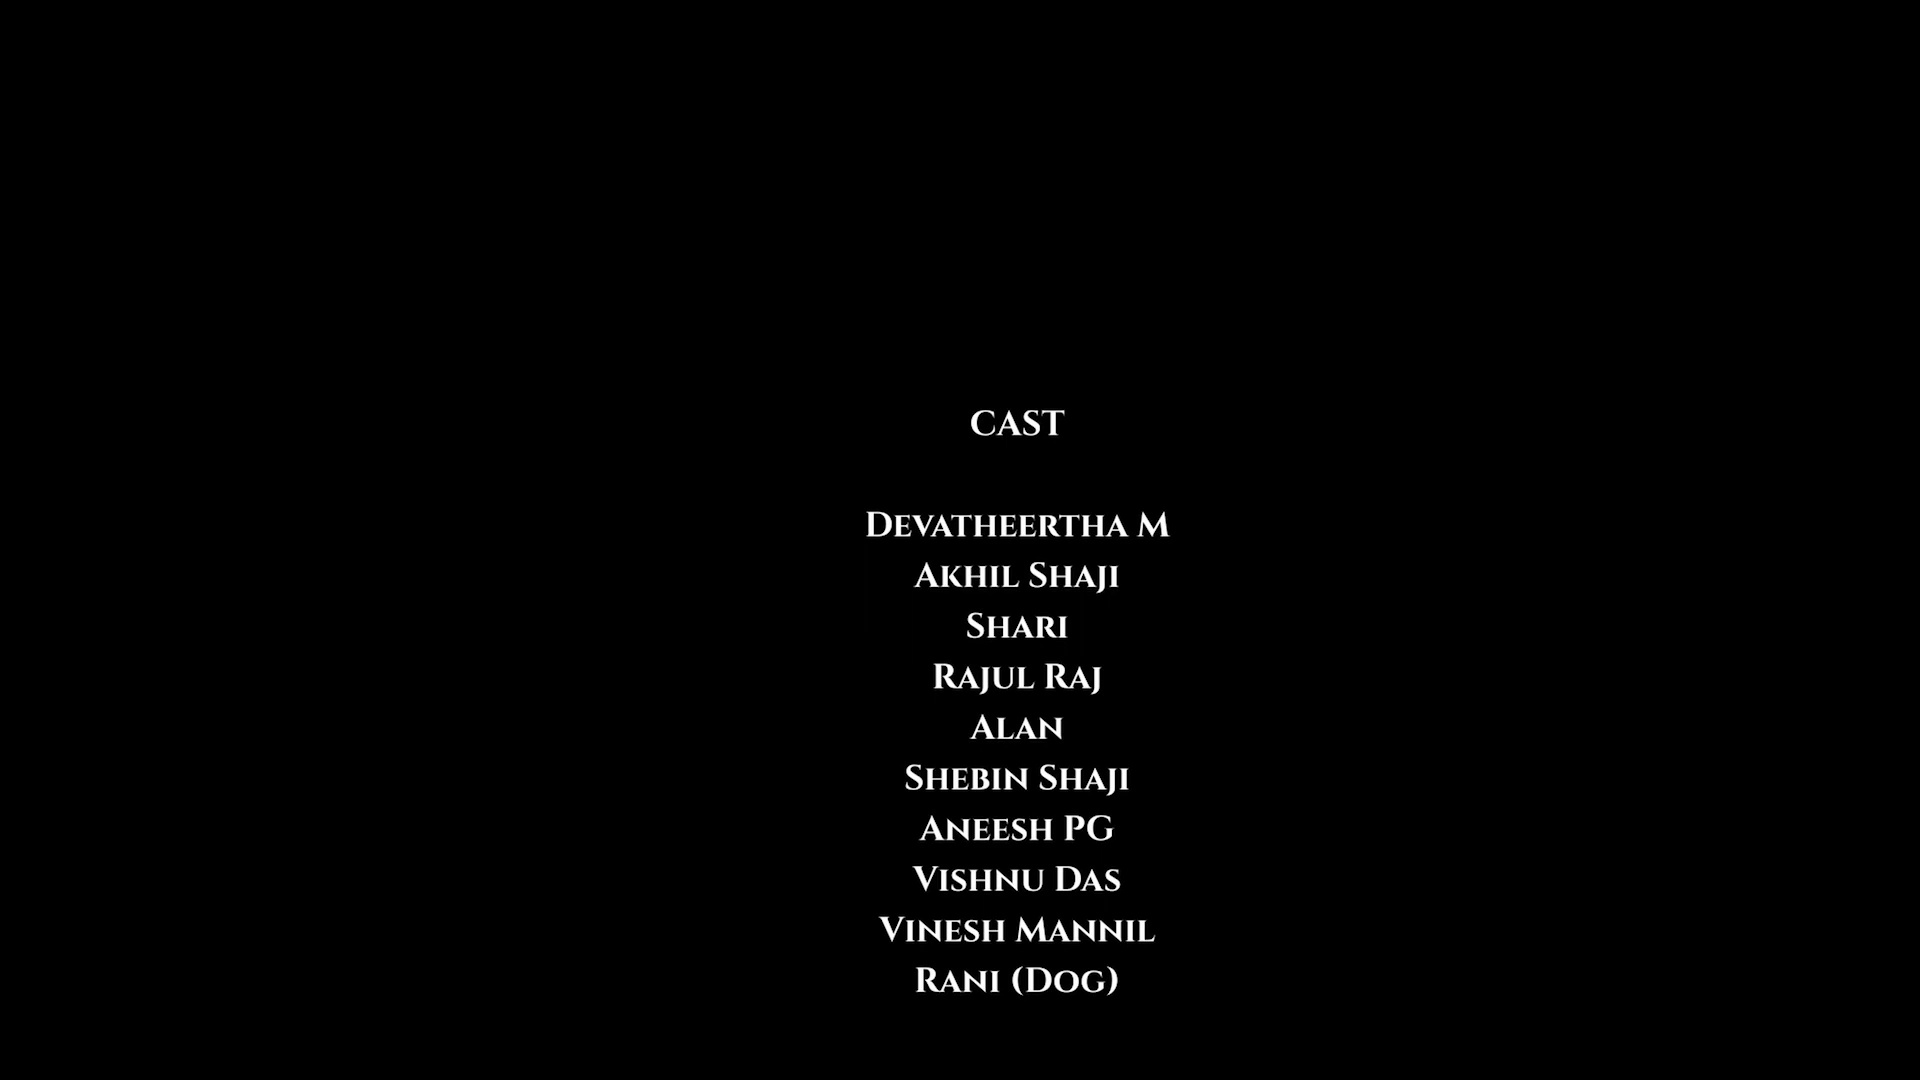 CAST
Devatheertha M
Akhil Shaji
Shari
Rajul Raj
Alan
Shebin Shaji
Aneesh PG
Vishnu Das
Vinesh Mannil
Rani (Dog)